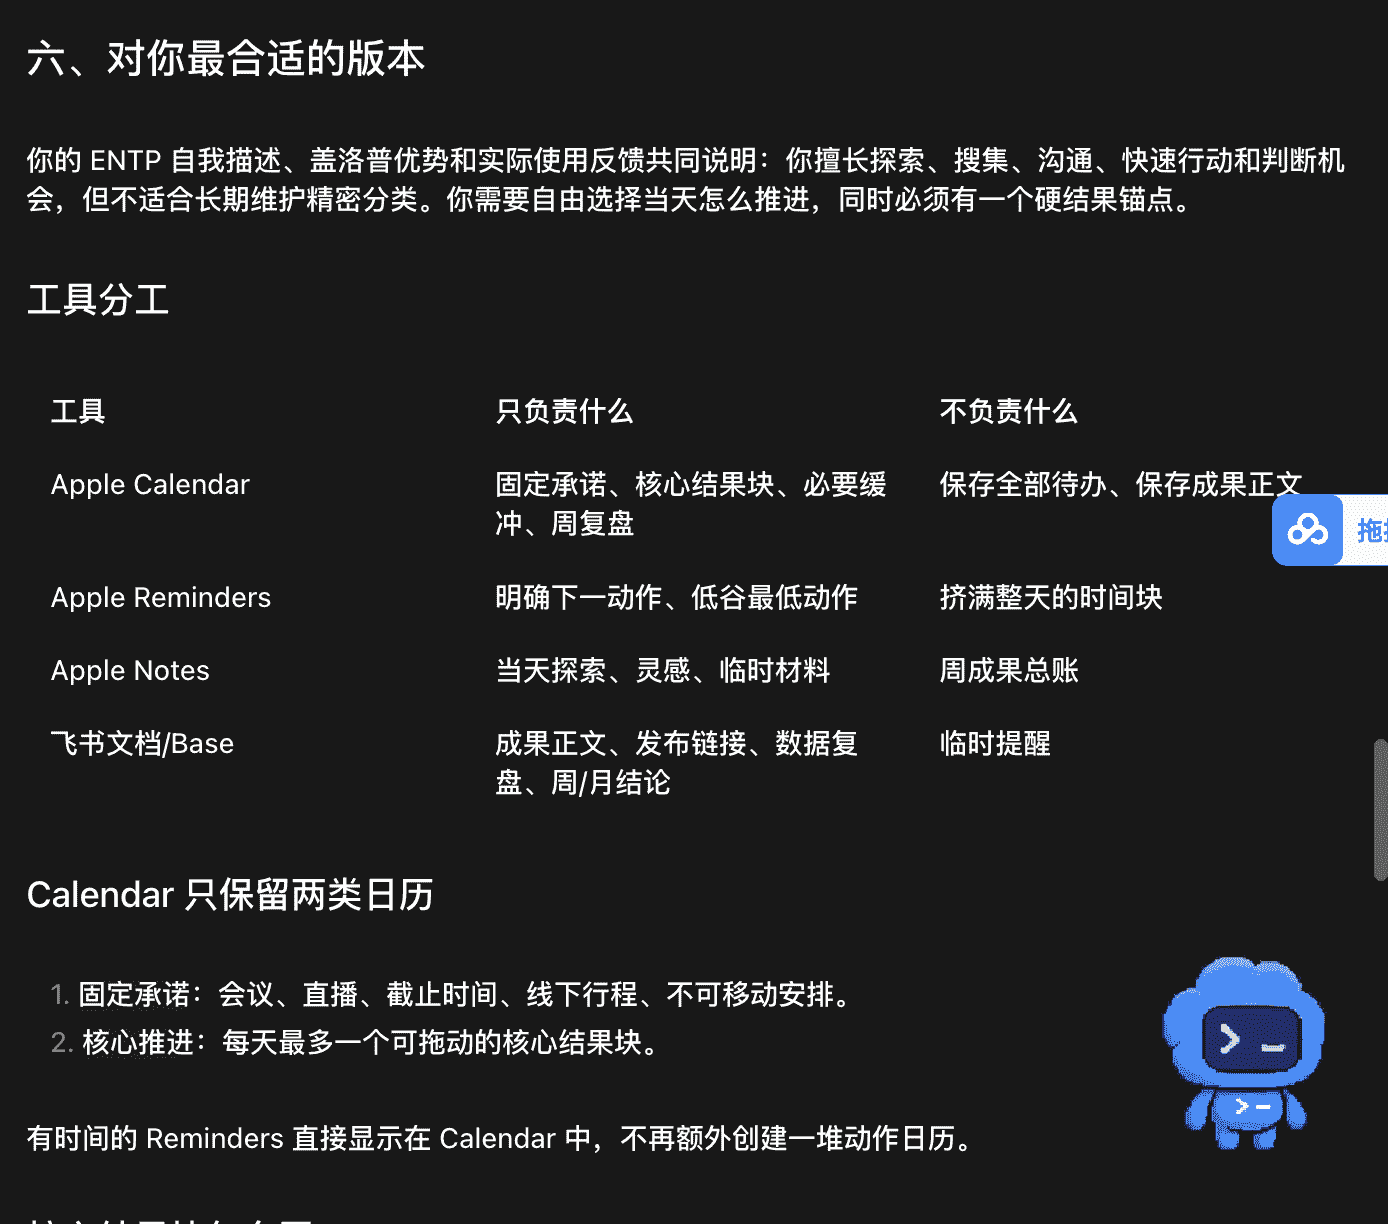 六、对你最合适的版本
你的 ENTP 自我描述、盖洛普优势和实际使用反馈共同说明：你擅长探索、搜集、沟通、快速行动和判断机
会，但不适合长期维护精密分类。你需要自由选择当天怎么推进，同时必须有一个硬结果锚点。
工具分工
工具 只负责什么 不负责什么
Apple Calendar 固定承诺、核心结果块、必要缓 保存全部待办、保存成果正文
冲、周复盘
拖
Apple Reminders 明确下一动作、低谷最低动作 挤满整天的时间块
Apple Notes 当天探索、灵感、临时材料 周成果总账
飞书文档/Base 成果正文、发布链接、数据复 临时提醒
盘、周/月结论
Calendar 只保留两类日历
1. 固定承诺：会议、直播、截止时间、线下行程、不可移动安排。
2. 核心推进：每天最多一个可拖动的核心结果块。
有时间的 Reminders 直接显示在 Calendar 中，不再额外创建一堆动作日历。